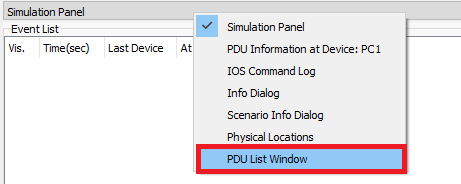 Simulation Panel
Event List
Vis. Time(sec) Last Device At
Simulation Panel
PDU Information at Device: PC1
IOS Command Log
Info Dialog
Scenario Info Dialog
Physical Locations
PDU List Window